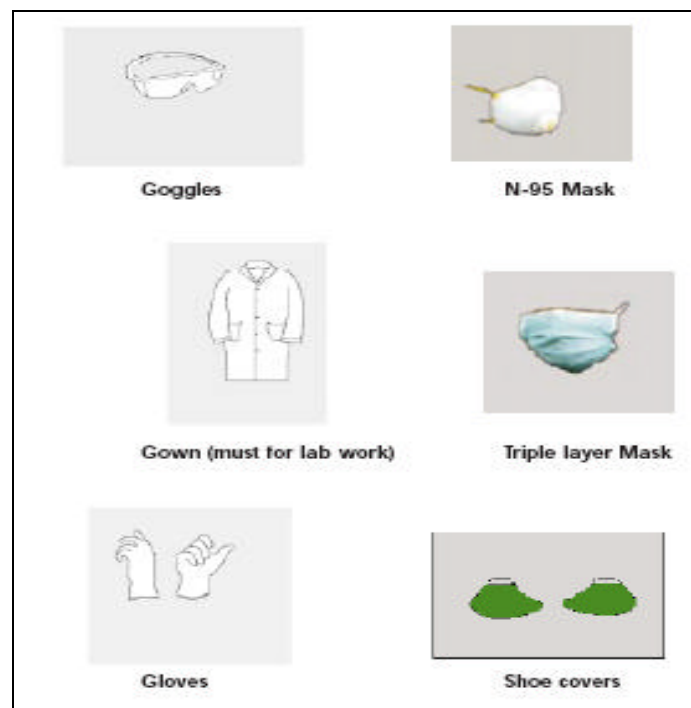 Goggles
N-95 Mask
Gown (must for lab work)
Triple layer Mask
Gloves
Shoe covers